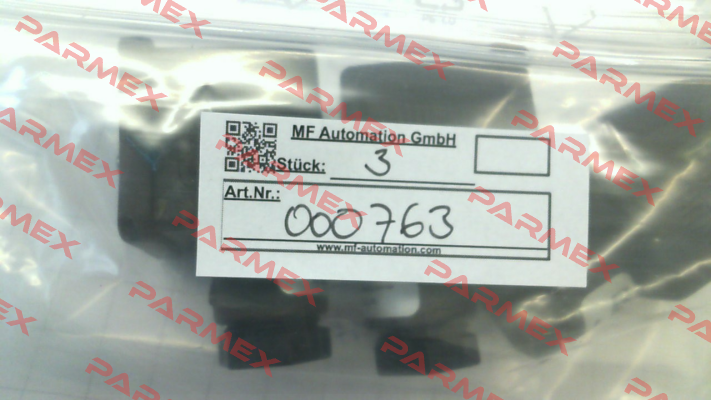 MF Automation GmbH
Stück: 3
Art.Nr.:
000763
www.mf-automation.com
PARMEX